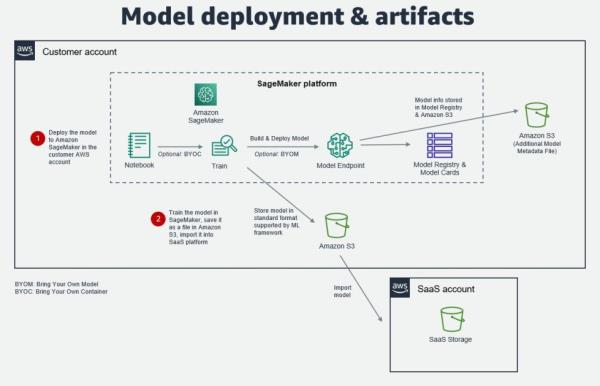 Model deployment & artifacts
aws
Customer account
SageMaker platform
Amazon
SageMaker
Model info stored
in Model Registry
& Amazon S3
1
Deploy the model
to Amazon
SageMaker in the
customer AWS
account
Notebook
Optional: BYOC
Train
Build & Deploy Model
Optional: BYOM
Model Endpoint
Model Registry &
Model Cards
Amazon S3
(Additional Model
Metadata File)
2
Train the model in
SageMaker, save it
as a file in Amazon
S3, import it into
SaaS platform
Store model in
standard format
supported by ML
framework
Amazon S3
BYOM: Bring Your Own Model
BYOC: Bring Your Own Container
Import
model
aws
SaaS account
SaaS Storage